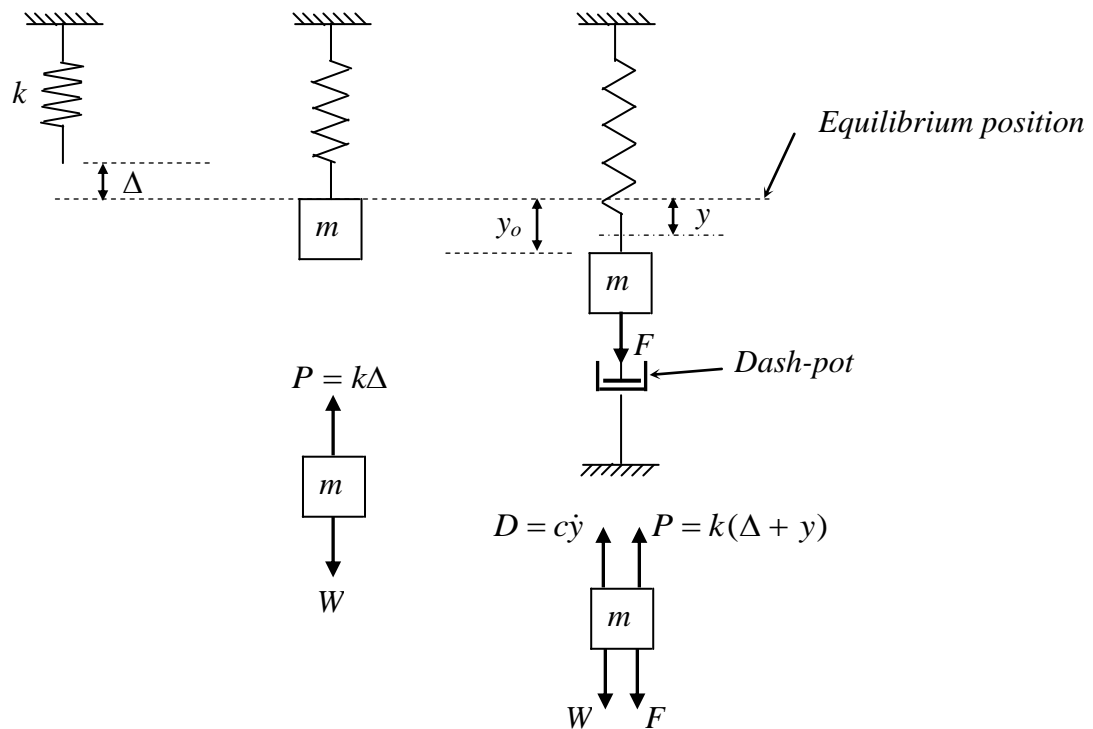 k
Equilibrium position
Δ
m
yₒ
y
m
F
Dash-pot
P = kΔ
m
W
D = cẏ
P = k(Δ + y)
m
W
F